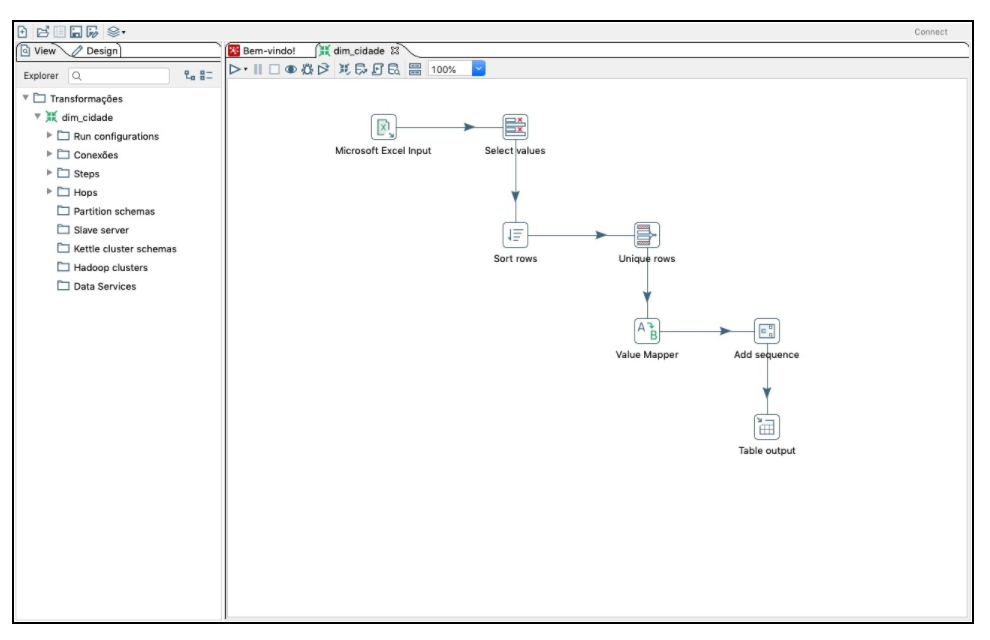 Connect
View
Design
Bem-vindo!
dim_cidade
Explorer
100%
Transformações
dim_cidade
Run configurations
Conexões
Steps
Hops
Partition schemas
Slave server
Kettle cluster schemas
Hadoop clusters
Data Services
Microsoft Excel Input
Select values
Sort rows
Unique rows
A B
Value Mapper
Add sequence
Table output